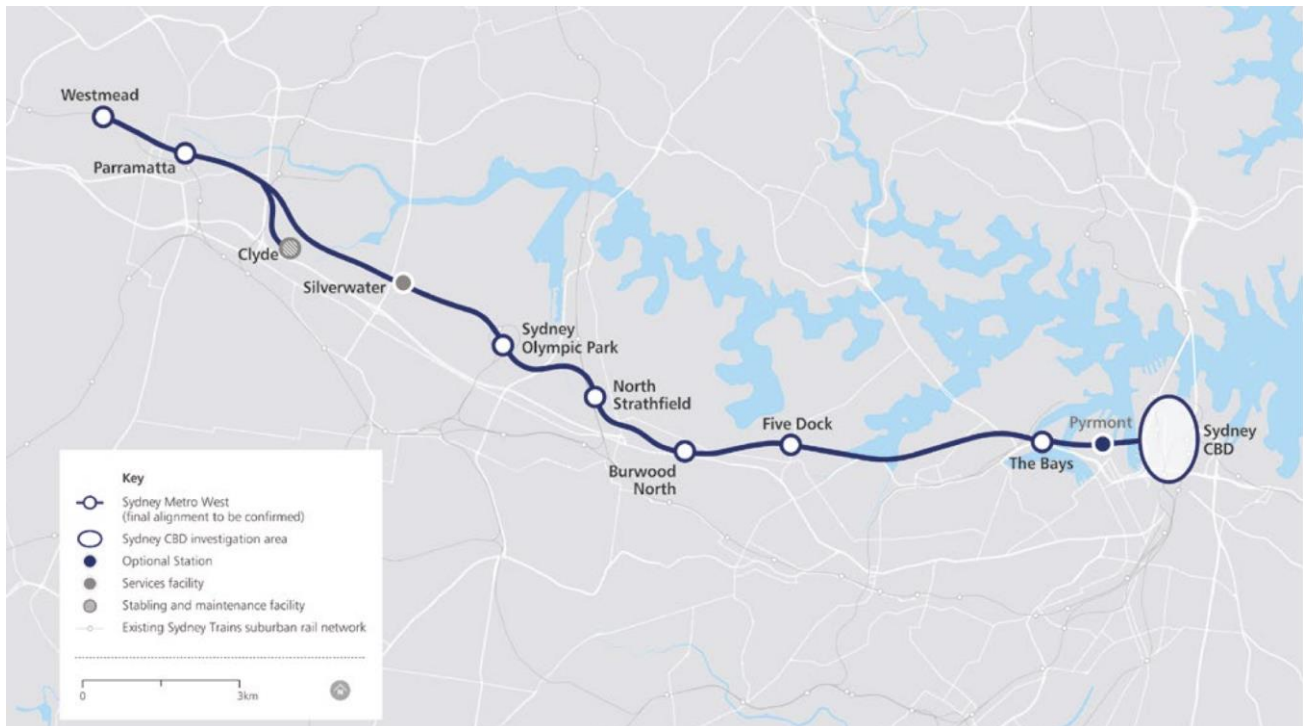 Westmead
Parramatta
Clyde
Silverwater
Sydney
Olympic Park
North
Strathfield
Burwood
North
Five Dock
The Bays
Pyrmont
Sydney
CBD
Key
Sydney Metro West
(final alignment to be confirmed)
Sydney CBD investigation area
Optional Station
Services facility
Stabling and maintenance facility
Existing Sydney Trains suburban rail network
0
3km